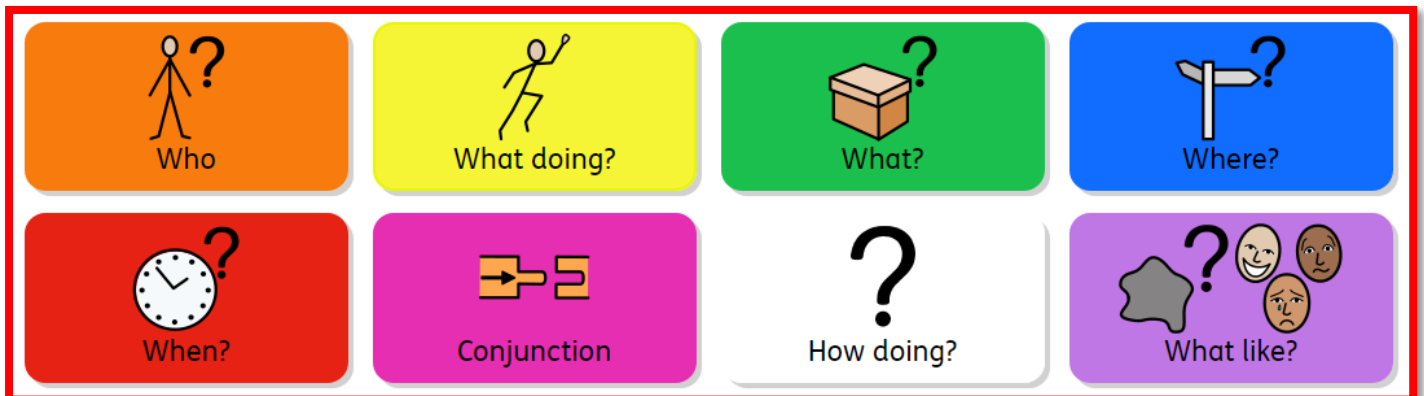 Who
What doing?
What?
Where?
When?
Conjunction
How doing?
What like?